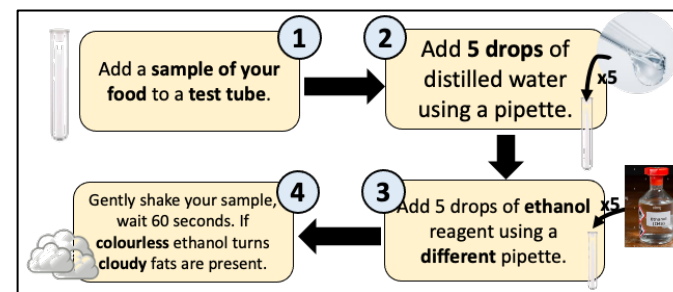 1
Add a sample of your
food to a test tube.
2
Add 5 drops of
distilled water
using a pipette.
x5
3
Add 5 drops of ethanol
reagent using a
different pipette.
x5
4
Gently shake your sample,
wait 60 seconds. If
colourless ethanol turns
cloudy fats are present.